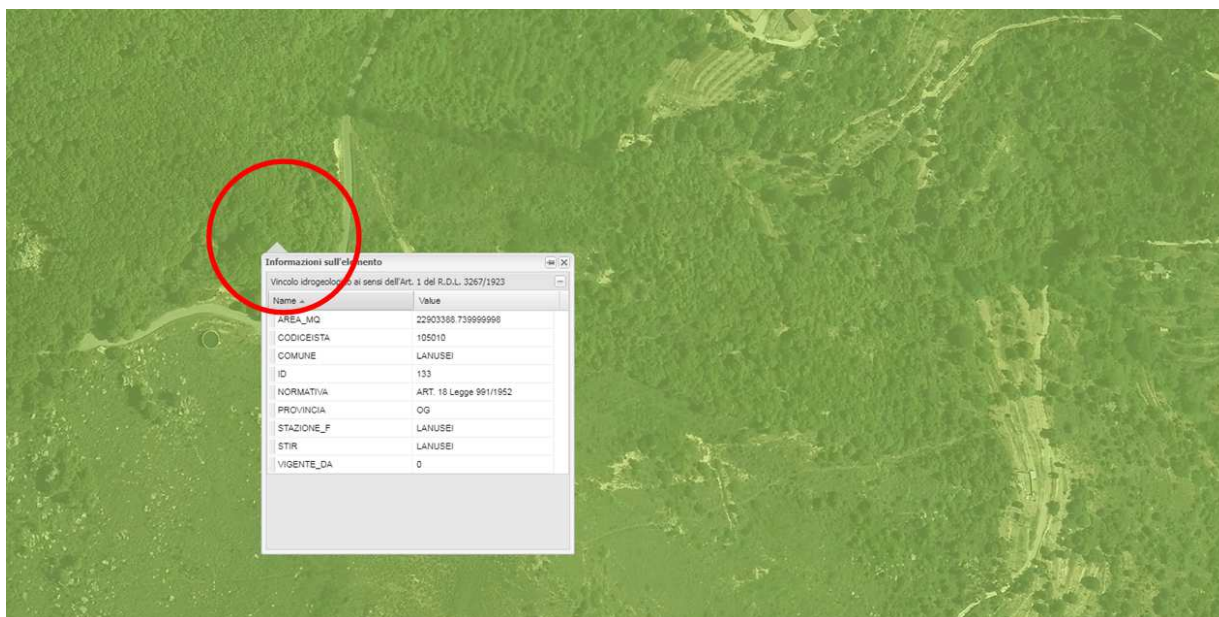 Informazioni sull'elemento
Vincolo idrogeologico ai sensi dell'Art. 1 del R.D.L. 3267/1923
Name Value
AREA_MQ 22903388.739999998
CODICEISTA 105010
COMUNE LANUSEI
ID 133
NORMATIVA ART. 18 Legge 991/1952
PROVINCIA OG
STAZIONE_F LANUSEI
STIR LANUSEI
VIGENTE_DA 0